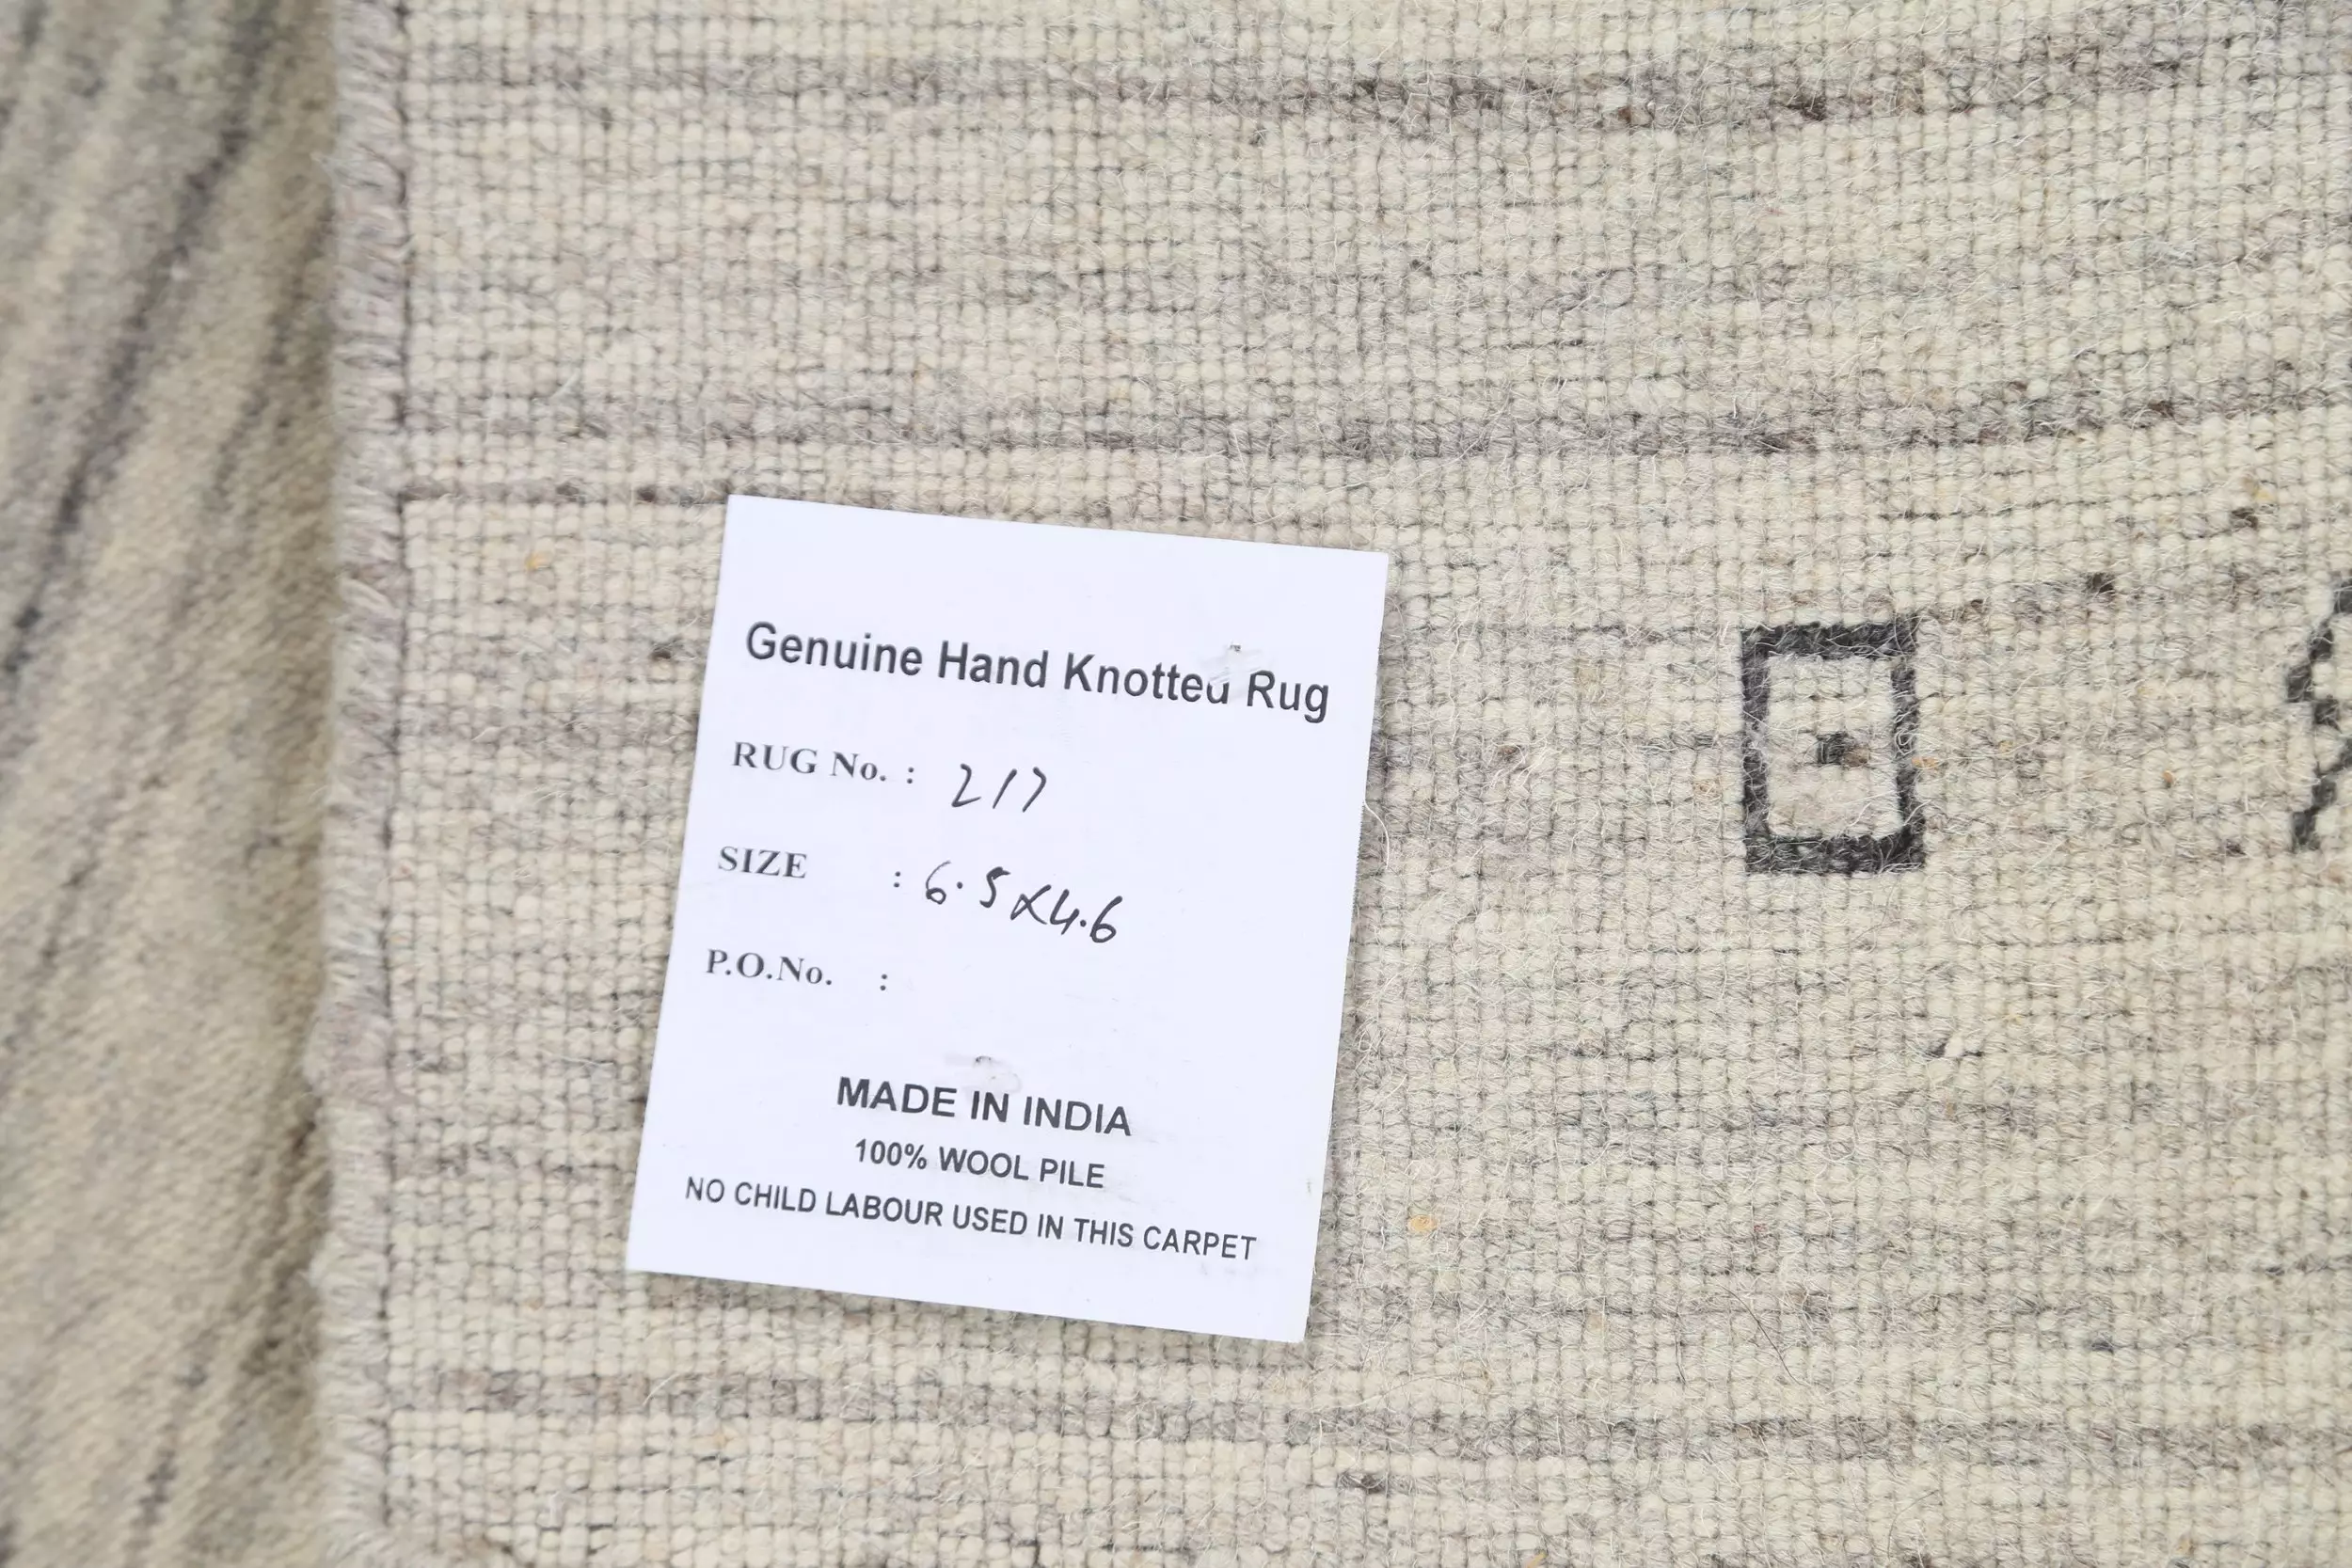 Genuine Hand Knotted Rug
RUG No. : 217
SIZE : 6.5x4.6
P.O.No. :
MADE IN INDIA
100% WOOL PILE
NO CHILD LABOUR USED IN THIS CARPET